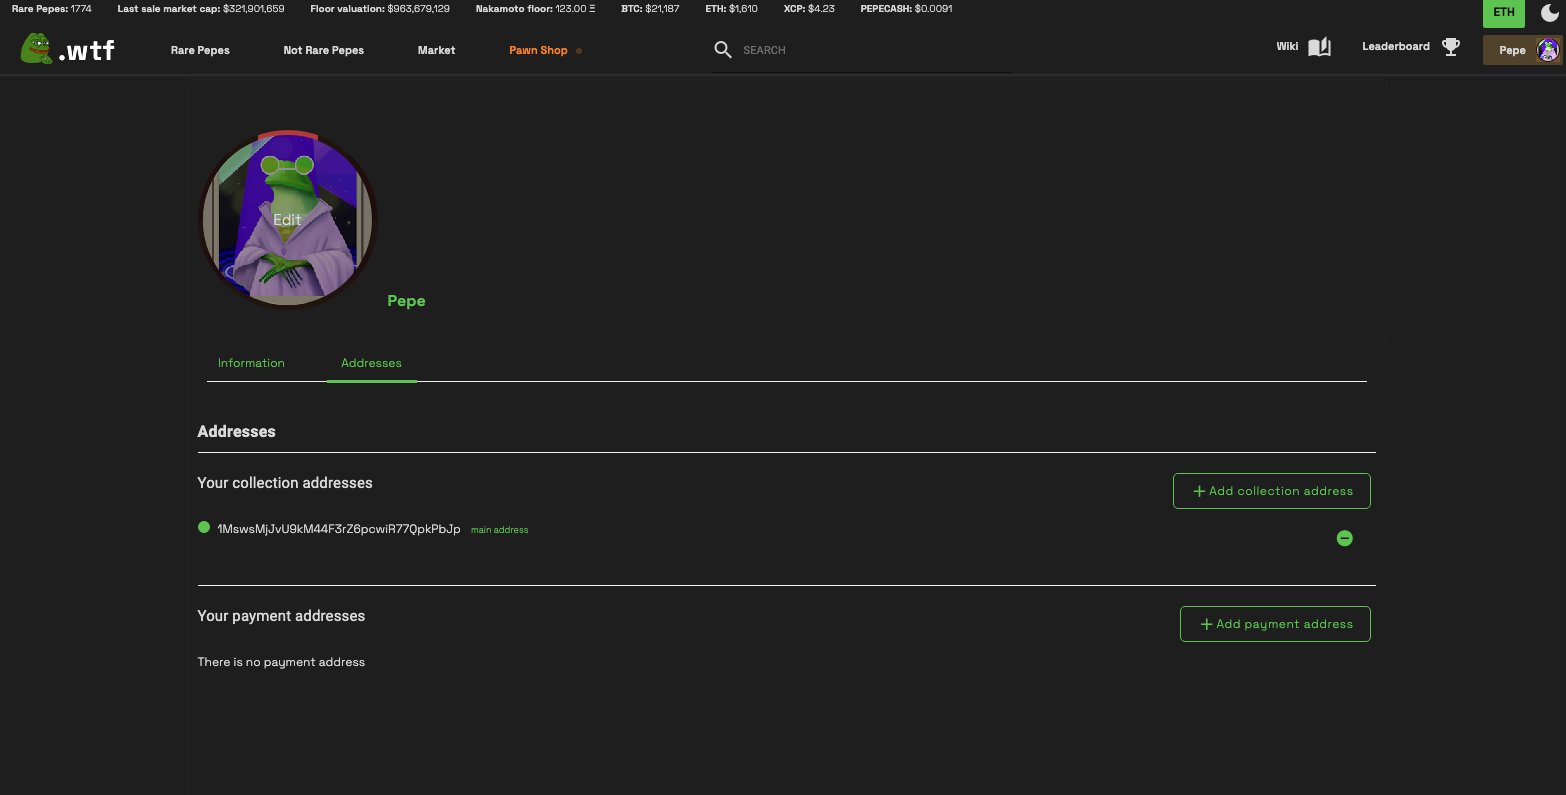 Rare Pepes: 1774 Last sale market cap: $321,901,659 Floor valuation: $963,679,129 Nakamoto floor: 123.00 Ξ BTC: $21,187 ETH: $1,610 XCP: $4.23 PEPECASH: $0.0091 ETH
.wtf Rare Pepes Not Rare Pepes Market Pawn Shop SEARCH Wiki Leaderboard Pepe
Edit
Pepe
Information Addresses
Addresses
Your collection addresses
+ Add collection address
1MswsMjJvU9kM44F3rZ6pcwiR77QpkPbJp main address
Your payment addresses
+ Add payment address
There is no payment address